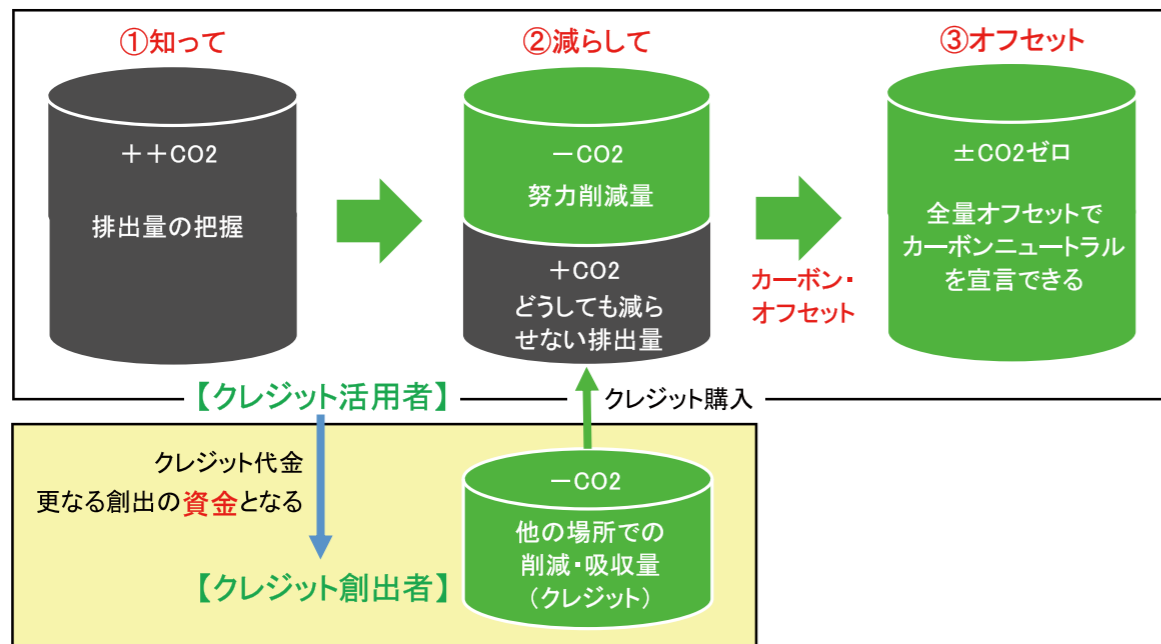 ①知って
++CO2
排出量の把握
②減らして
-CO2
努力削減量
+CO2
どうしても減ら
せない排出量
カーボン・
オフセット
③オフセット
±CO2ゼロ
全量オフセットで
カーボンニュートラル
を宣言できる
【クレジット活用者】
クレジット購入
クレジット代金
更なる創出の資金となる
【クレジット創出者】
-CO2
他の場所での
削減・吸収量
（クレジット）